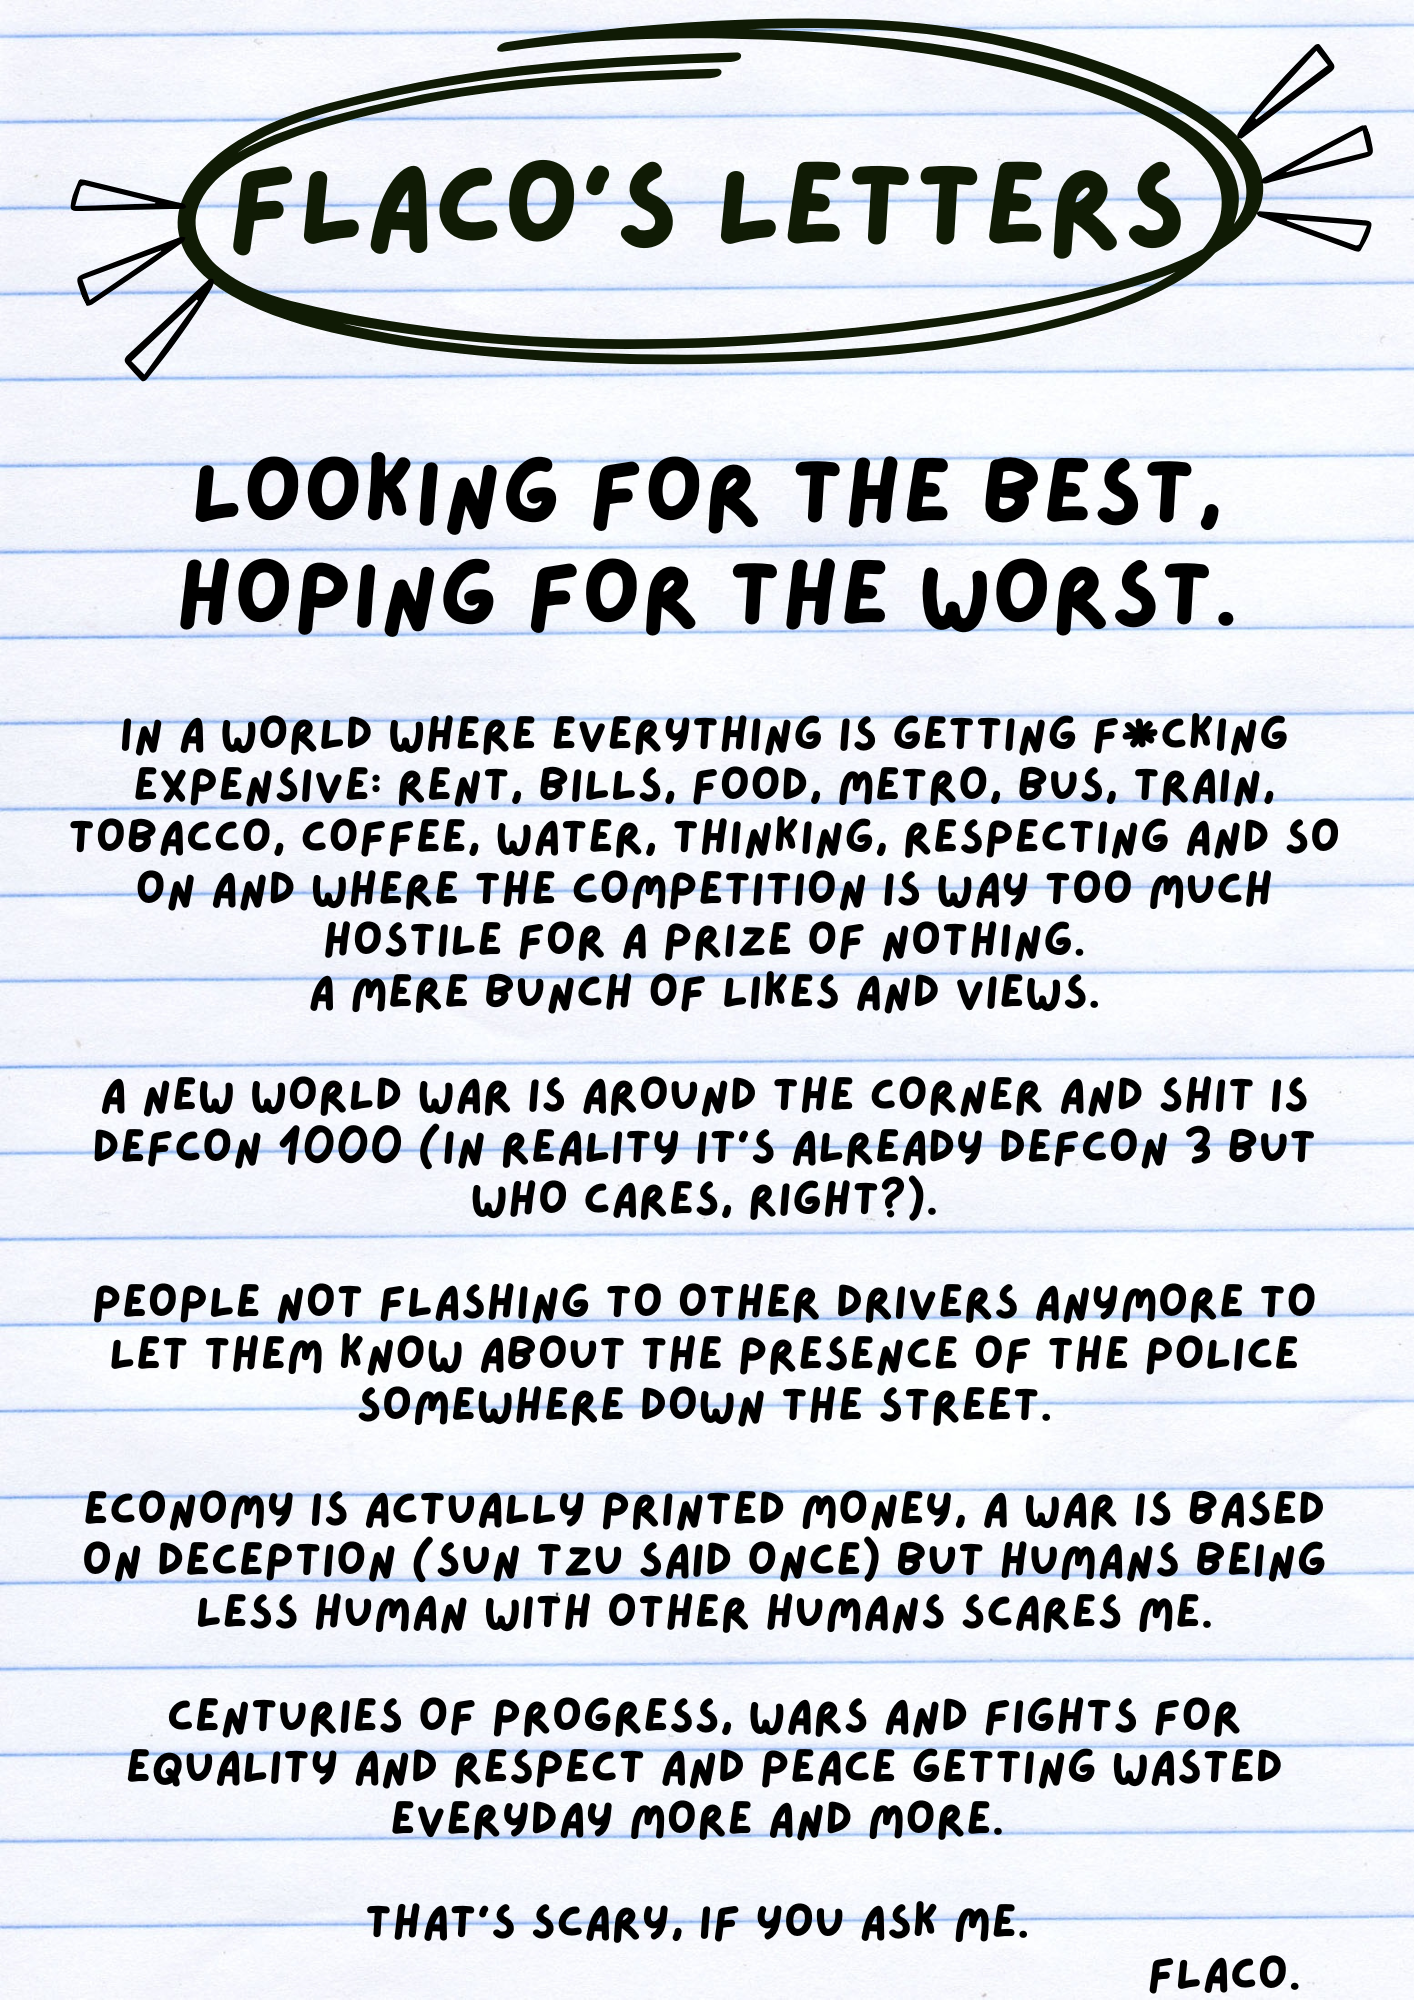 FLACO'S LETTERS
LOOKING FOR THE BEST,
HOPING FOR THE WORST.
IN A WORLD WHERE EVERYTHING IS GETTING F*CKING
EXPENSIVE: RENT, BILLS, FOOD, METRO, BUS, TRAIN,
TOBACCO, COFFEE, WATER, THINKING, RESPECTING AND SO
ON AND WHERE THE COMPETITION IS WAY TOO MUCH
HOSTILE FOR A PRIZE OF NOTHING.
A MERE BUNCH OF LIKES AND VIEWS.
A NEW WORLD WAR IS AROUND THE CORNER AND SHIT IS
DEFCON 1000 (IN REALITY IT'S ALREADY DEFCON 3 BUT
WHO CARES, RIGHT?).
PEOPLE NOT FLASHING TO OTHER DRIVERS ANYMORE TO
LET THEM KNOW ABOUT THE PRESENCE OF THE POLICE
SOMEWHERE DOWN THE STREET.
ECONOMY IS ACTUALLY PRINTED MONEY, A WAR IS BASED
ON DECEPTION (SUN TZU SAID ONCE) BUT HUMANS BEING
LESS HUMAN WITH OTHER HUMANS SCARES ME.
CENTURIES OF PROGRESS, WARS AND FIGHTS FOR
EQUALITY AND RESPECT AND PEACE GETTING WASTED
EVERYDAY MORE AND MORE.
THAT'S SCARY, IF YOU ASK ME.
FLACO.